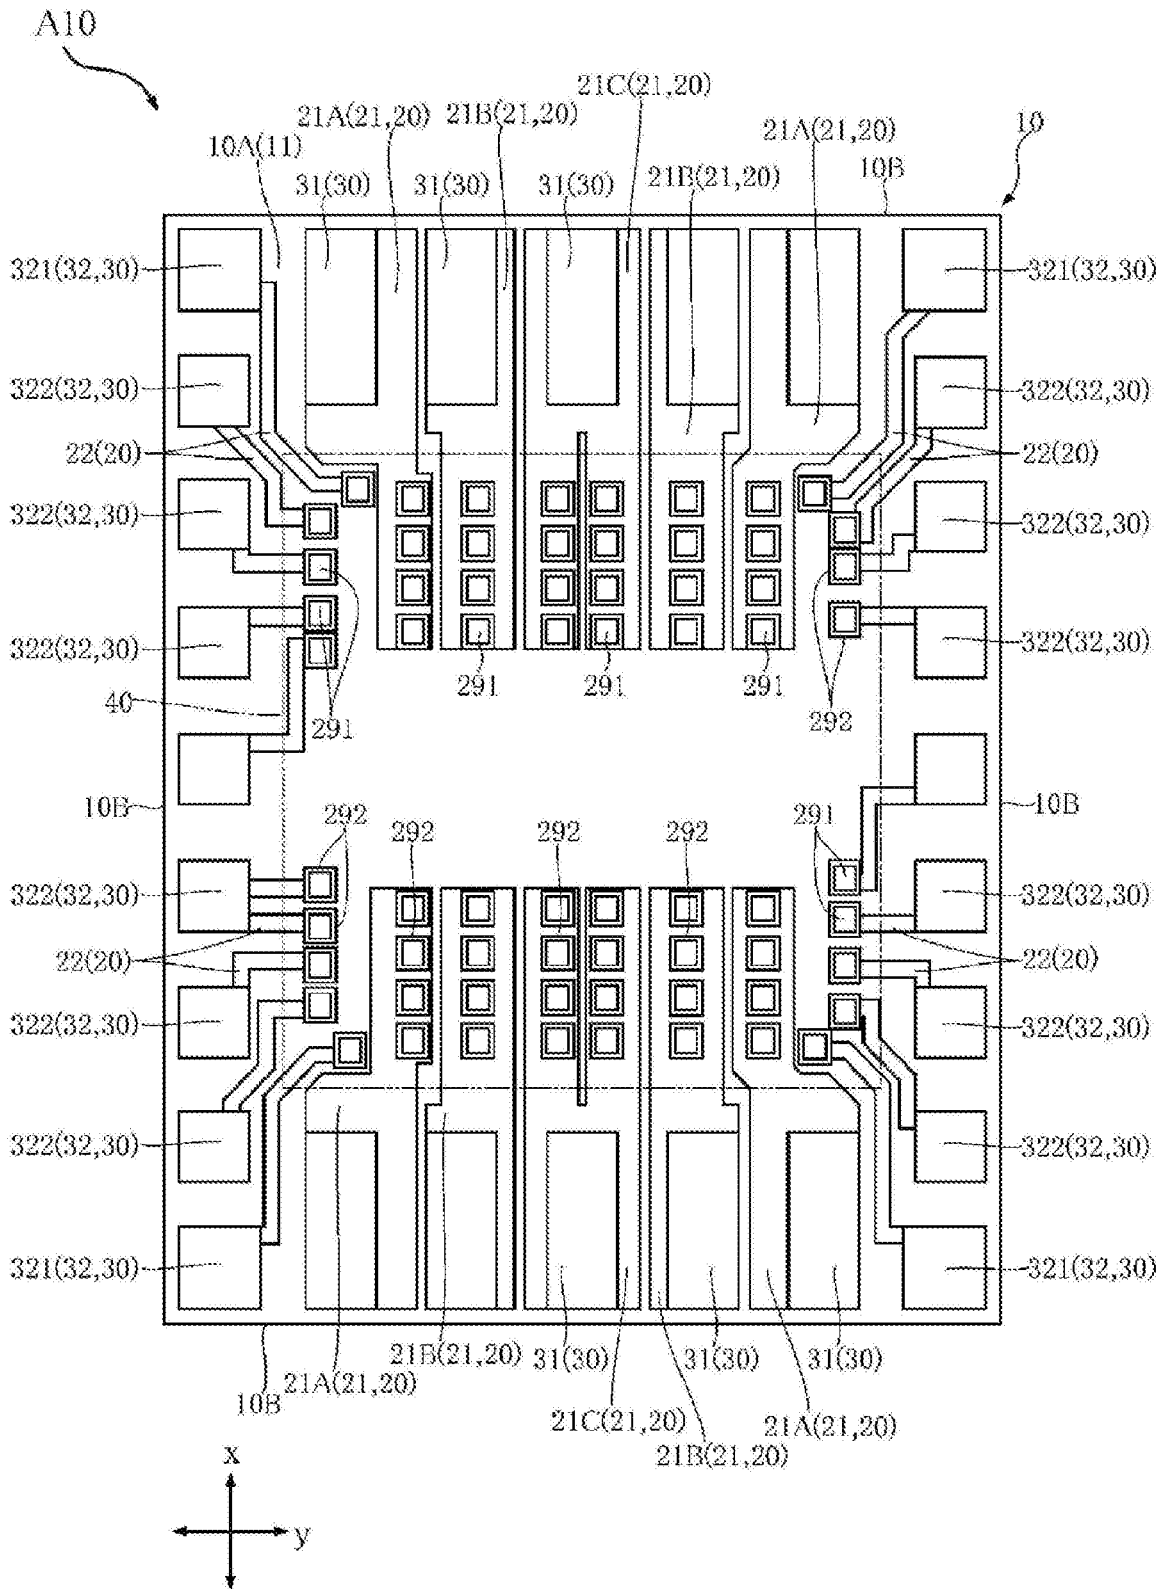 A10
21C(21,20)
21A(21,20) 21B(21,20)
10
21A(21,20)
10A(11)
10B
31(30) 31(30) 31(30) 21B(21,20)
321(32,30) 321(32,30)
322(32,30) 322(32,30)
22(20) 22(20)
322(32,30) 322(32,30)
322(32,30) 322(32,30)
291 291 291
40
291 292
10B 10B
292 292 292 292 291
322(32,30) 322(32,30)
22(20) 22(20)
322(32,30) 322(32,30)
322(32,30) 322(32,30)
321(32,30) 321(32,30)
21B(21,20) 31(30) 31(30) 31(30)
21A(21,20)
10B
21C(21,20) 21A(21,20)
21B(21,20)
x
y